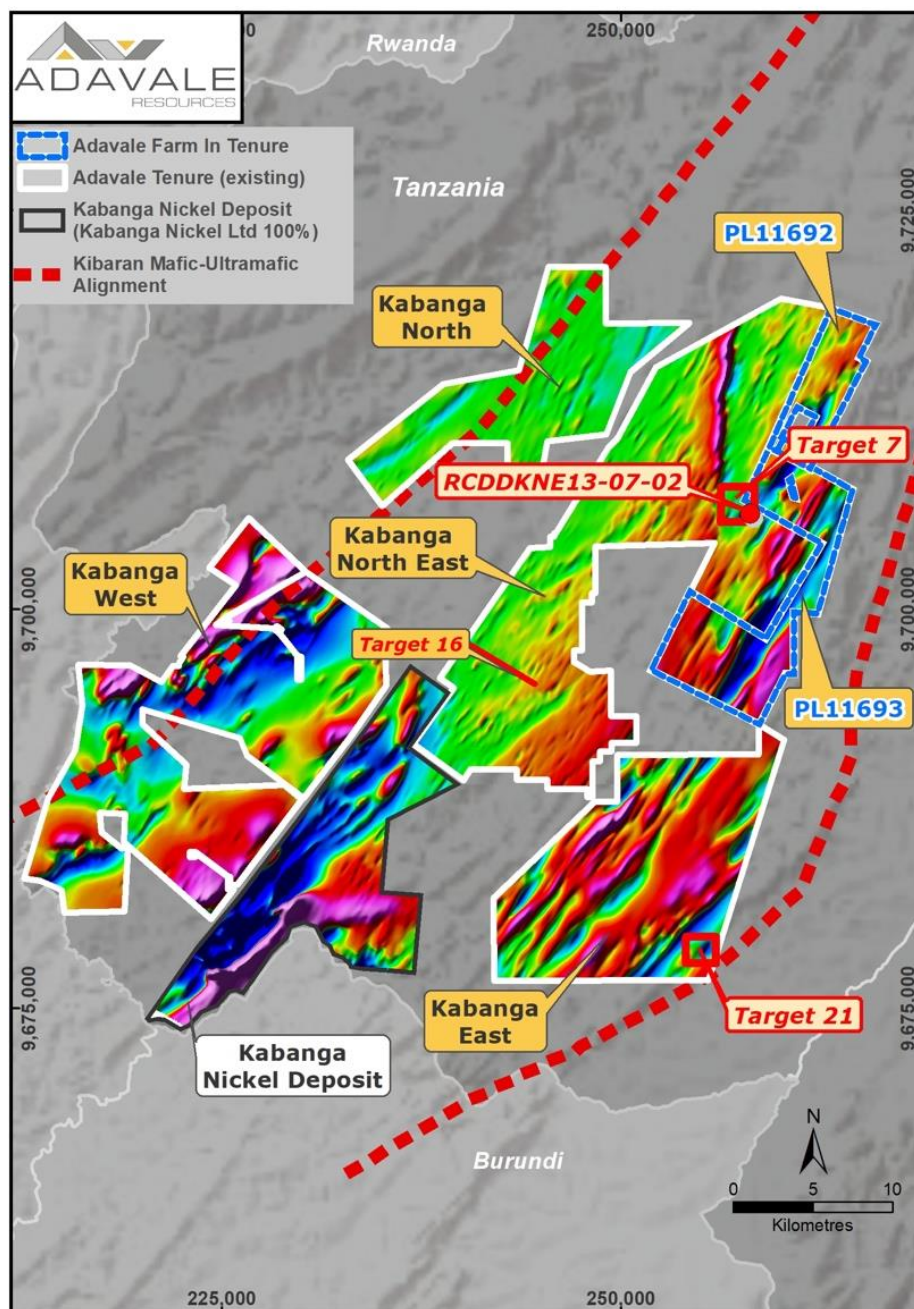 ADAVALE
RESOURCES
Adavale Farm In Tenure
Adavale Tenure (existing)
Kabanga Nickel Deposit
(Kabanga Nickel Ltd 100%)
Kibaran Mafic-Ultramafic
Alignment
250,000
Rwanda
Tanzania
9,725,000
PL11692
Kabanga
North
Target 7
RCDDKNE13-07-02
Kabanga
North East
Kabanga
West
9,700,000
9,700,000
Target 16
PL11693
9,675,000
9,675,000
Kabanga
East
Target 21
Kabanga
Nickel Deposit
Burundi
N
0 5 10
Kilometres
225,000
250,000